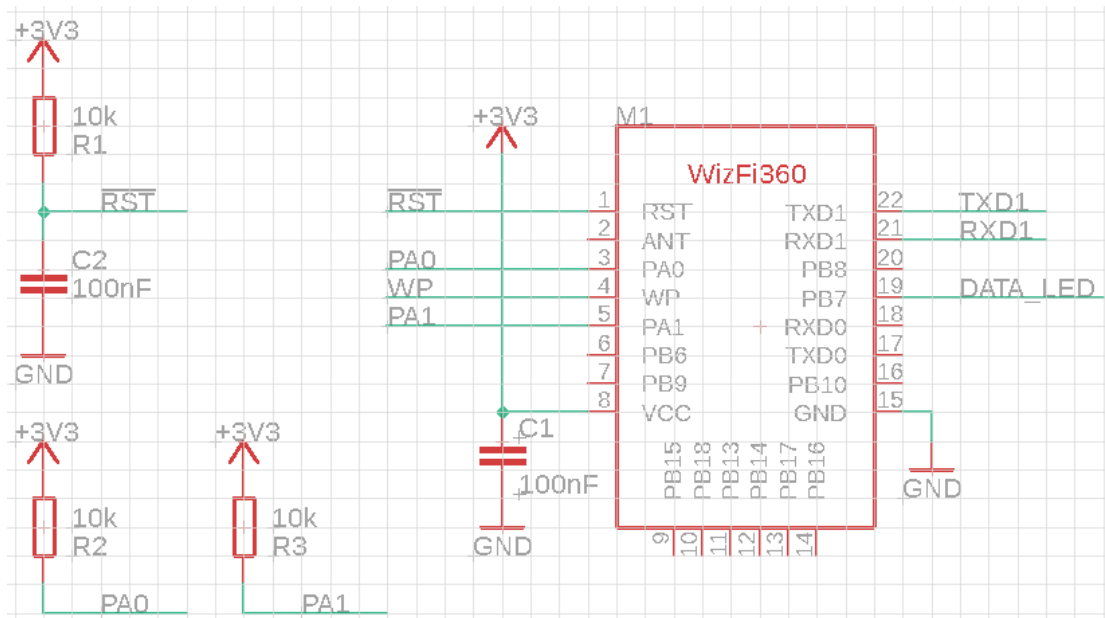 +3V3
10k
R1
RST
C2
100nF
GND
+3V3
10k
R2
PA0
+3V3
10k
R3
PA1
+3V3
RST
PA0
WP
PA1
C1
100nF
GND
M1
WizFi360
1 RST
2 ANT
3 PA0
4 WP
5 PA1
6 PB6
7 PB9
8 VCC
PB15 PB18 PB13 PB14 PB17 PB16
9 10 11 12 13 14
TXD1 22 TXD1
RXD1 21 RXD1
PB8 20
PB7 19 DATA_LED
RXD0 18
TXD0 17
PB10 16
GND 15
GND